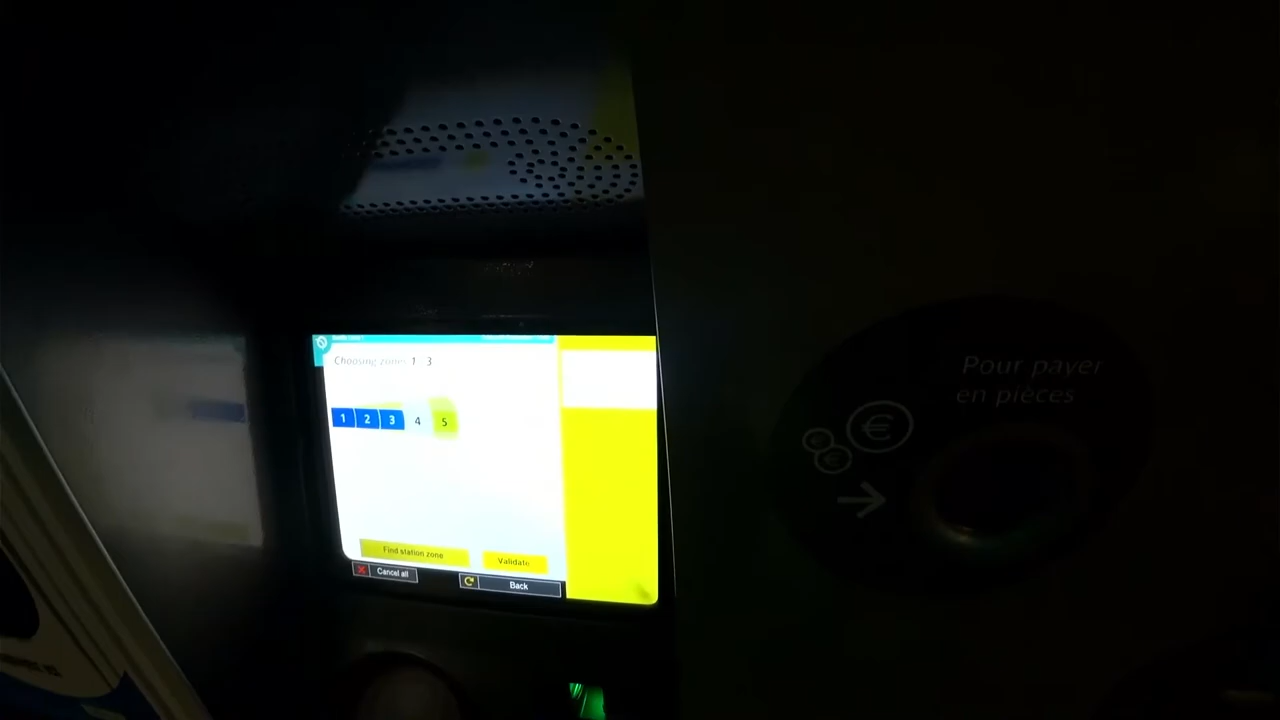 Choosing zones 1 3
1 2 3 4 5
Find station zone
Validate
Cancel all
Back
Pour payer
en pièces
€
€
€